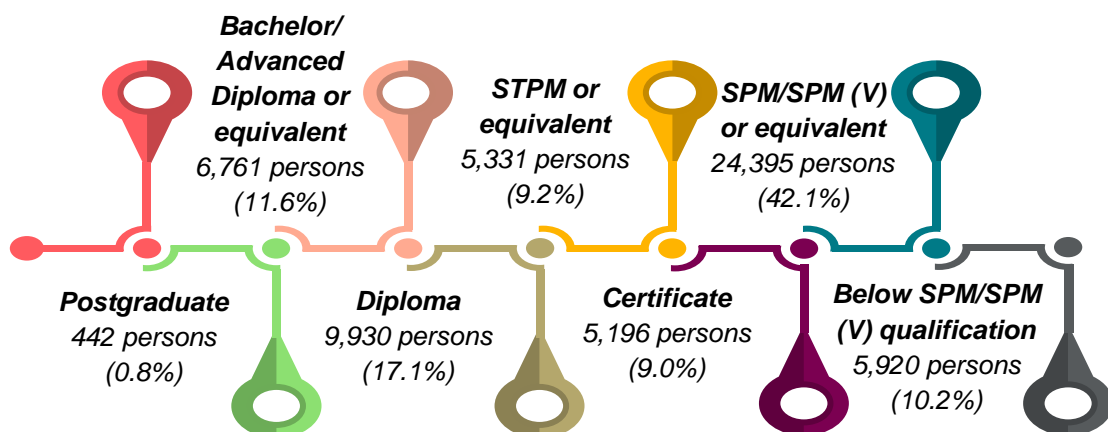 Postgraduate
442 persons
(0.8%)
Bachelor/
Advanced
Diploma or
equivalent
6,761 persons
(11.6%)
Diploma
9,930 persons
(17.1%)
STPM or
equivalent
5,331 persons
(9.2%)
Certificate
5,196 persons
(9.0%)
SPM/SPM (V)
or equivalent
24,395 persons
(42.1%)
Below SPM/SPM
(V) qualification
5,920 persons
(10.2%)